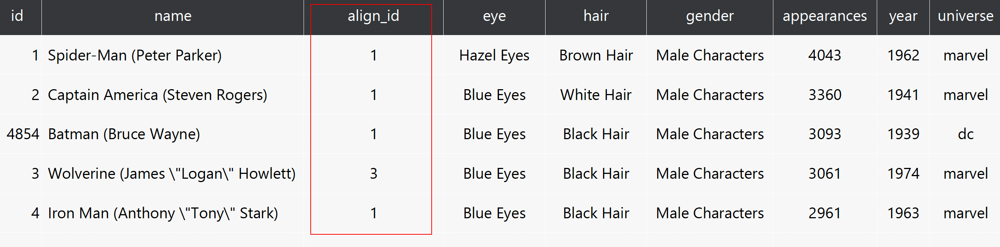 id name align_id eye hair gender appearances year universe
1 Spider-Man (Peter Parker) 1 Hazel Eyes Brown Hair Male Characters 4043 1962 marvel
2 Captain America (Steven Rogers) 1 Blue Eyes White Hair Male Characters 3360 1941 marvel
4854 Batman (Bruce Wayne) 1 Blue Eyes Black Hair Male Characters 3093 1939 dc
3 Wolverine (James \"Logan\" Howlett) 3 Blue Eyes Black Hair Male Characters 3061 1974 marvel
4 Iron Man (Anthony \"Tony\" Stark) 1 Blue Eyes Black Hair Male Characters 2961 1963 marvel